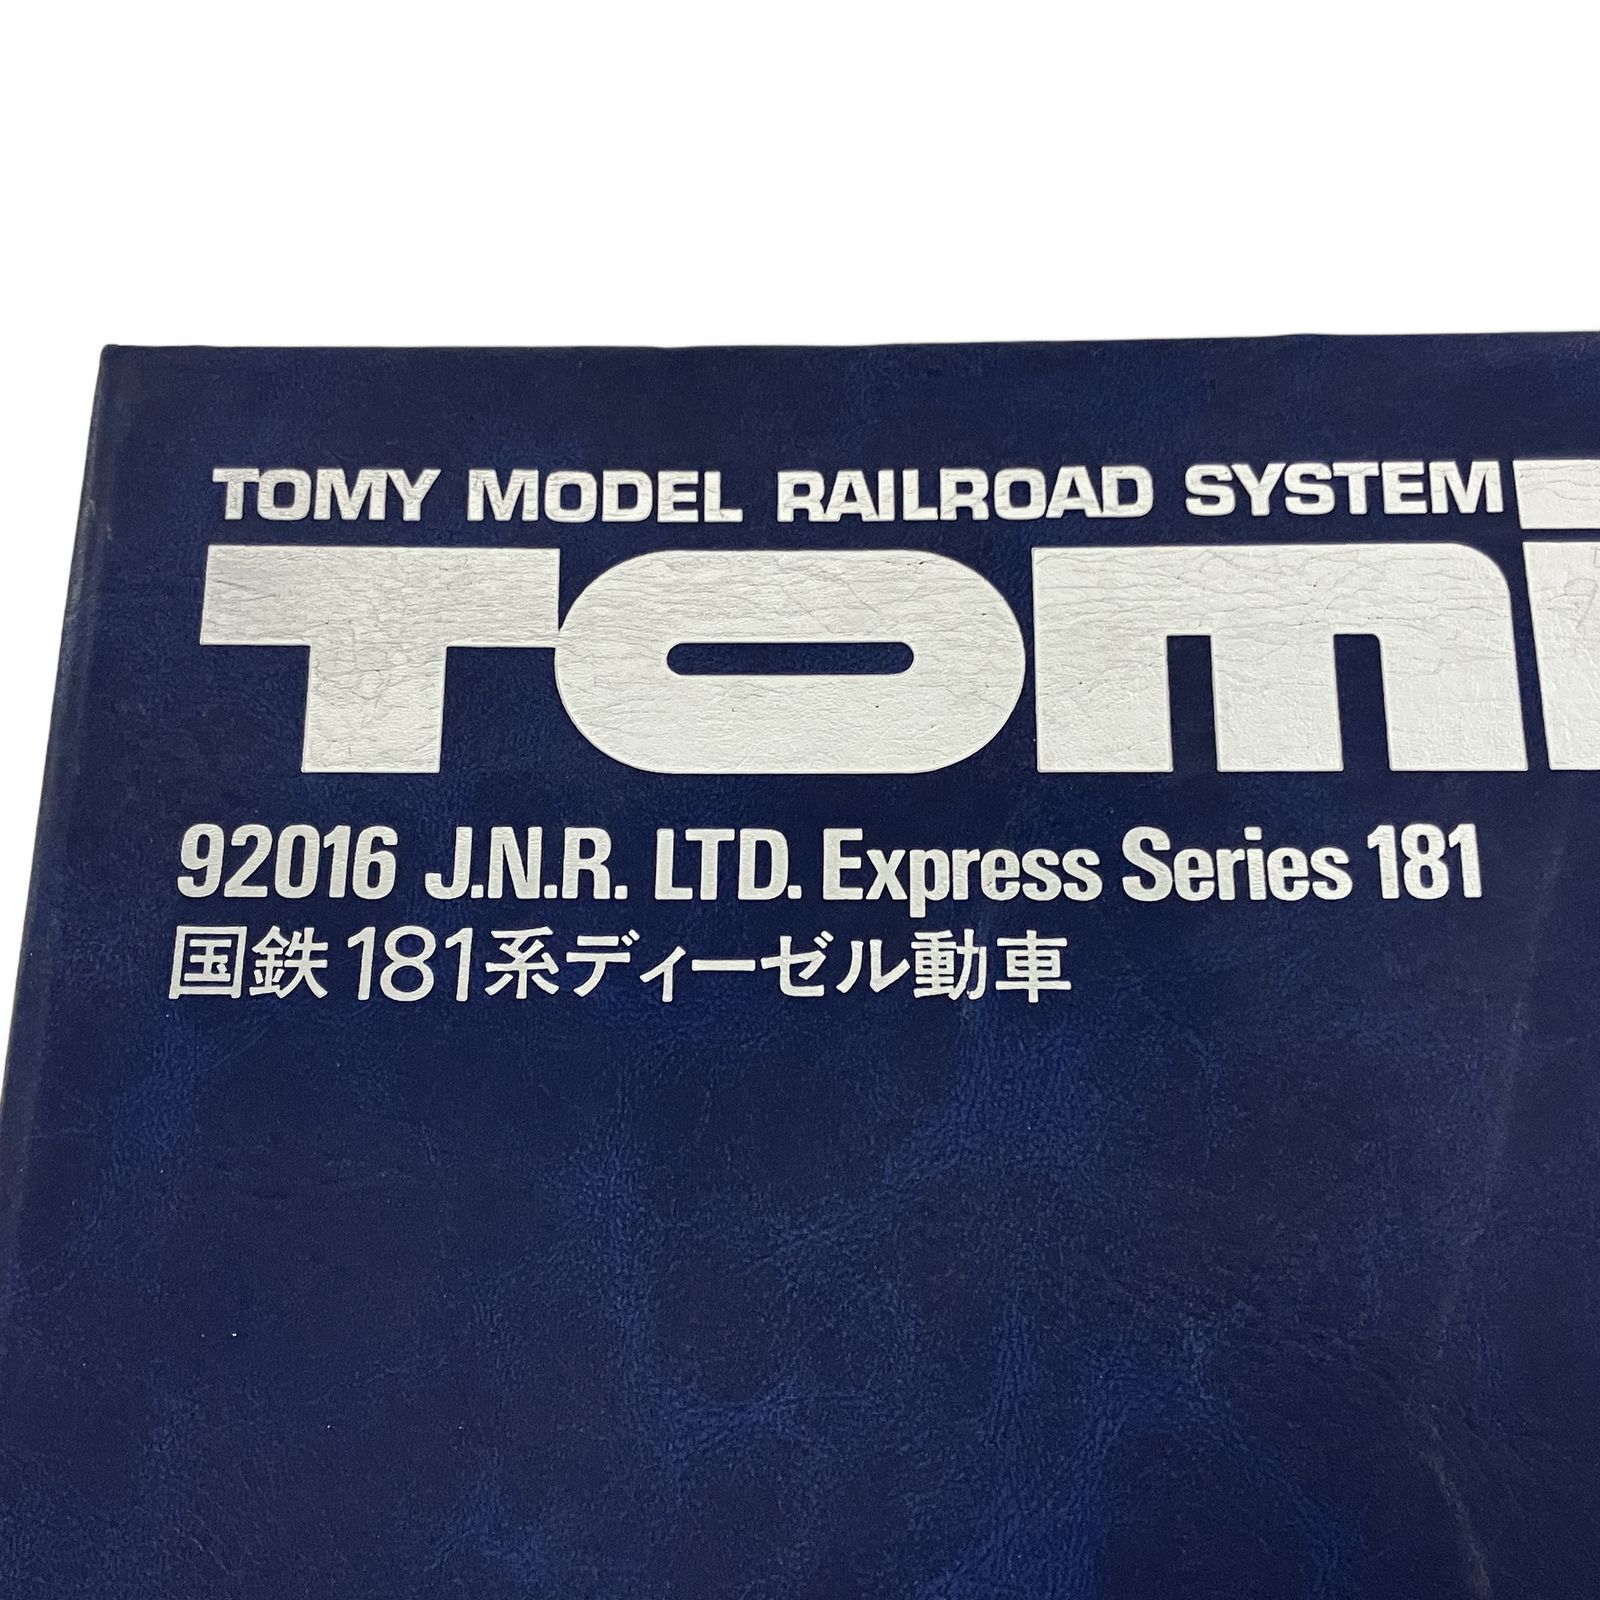 TOMY MODEL RAILROAD SYSTEM
TOMI
92016 J.N.R. LTD. Express Series 181
国鉄181系ディーゼル動車